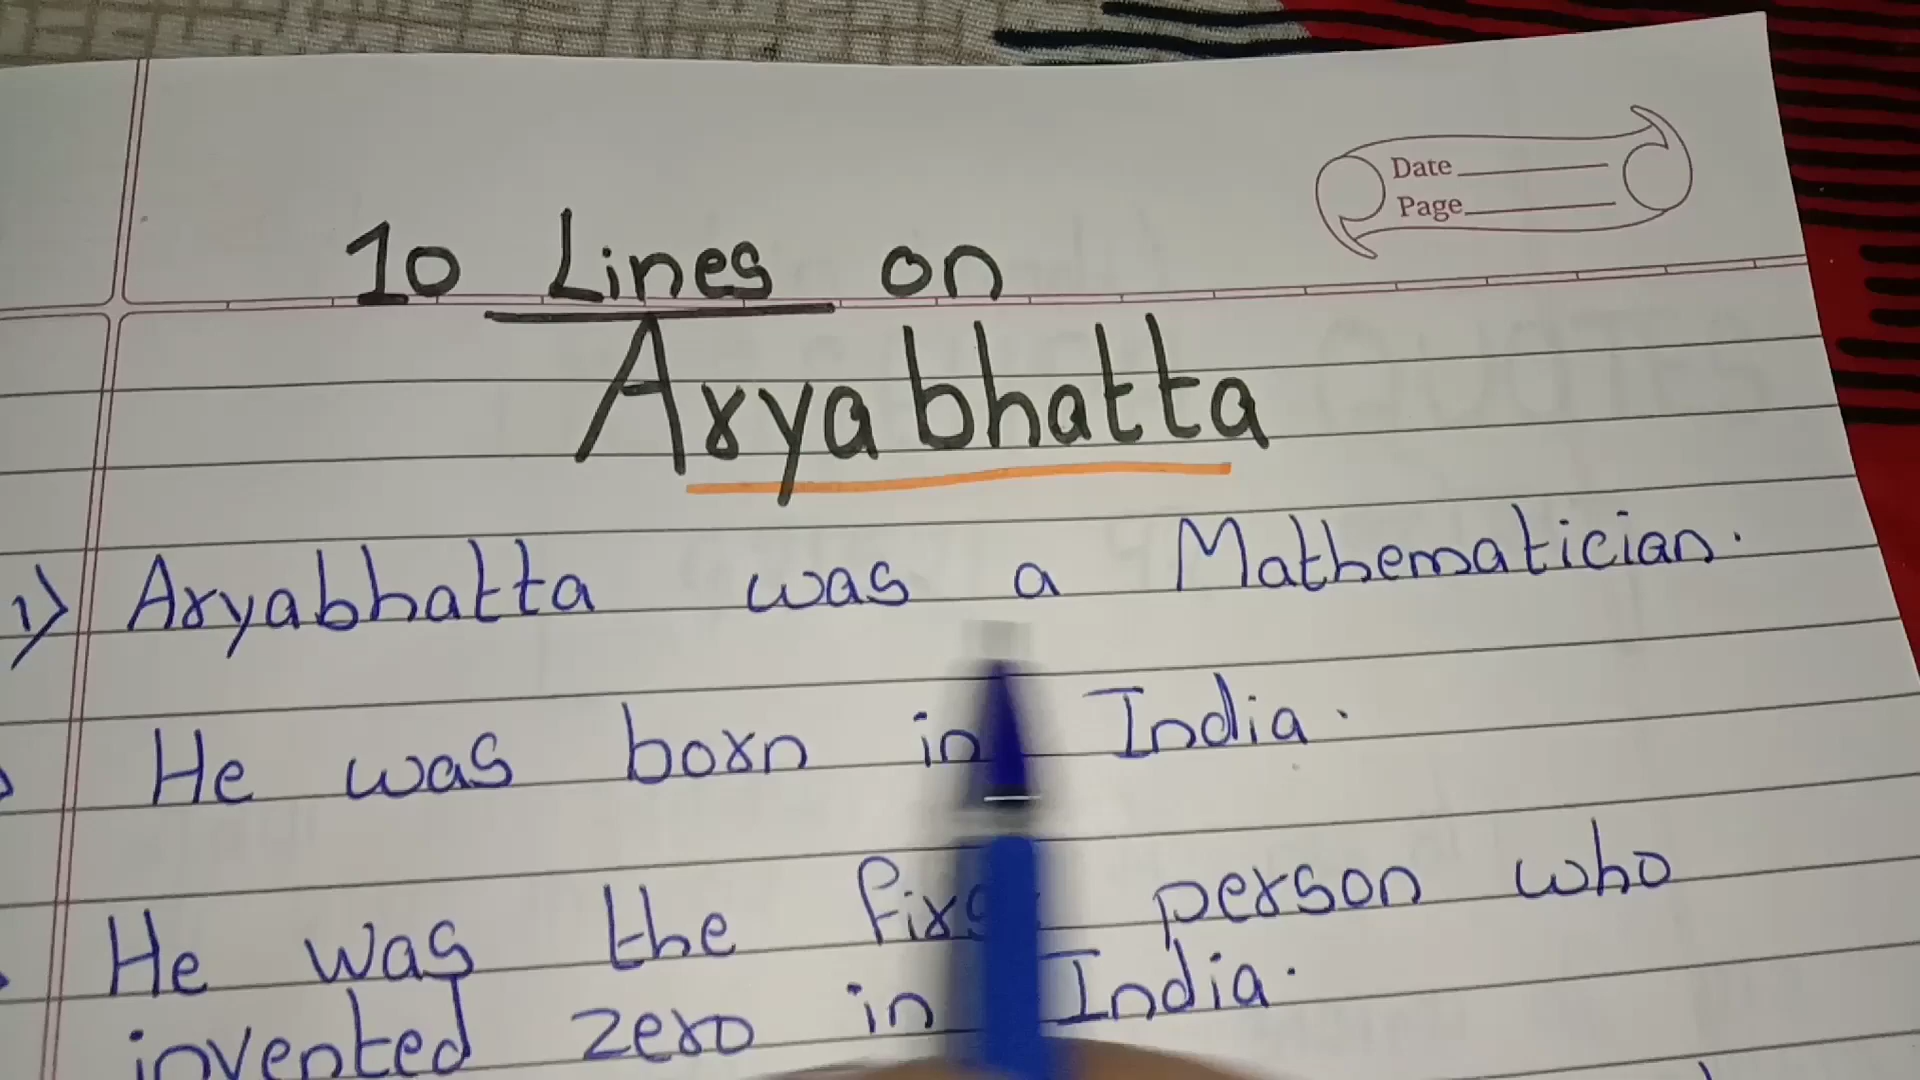 Date
Page
10 Lines on
Aryabhatta
1) Aryabhatta was a Mathematician.
He was born in India.
He was the first person who
invented zero in India.